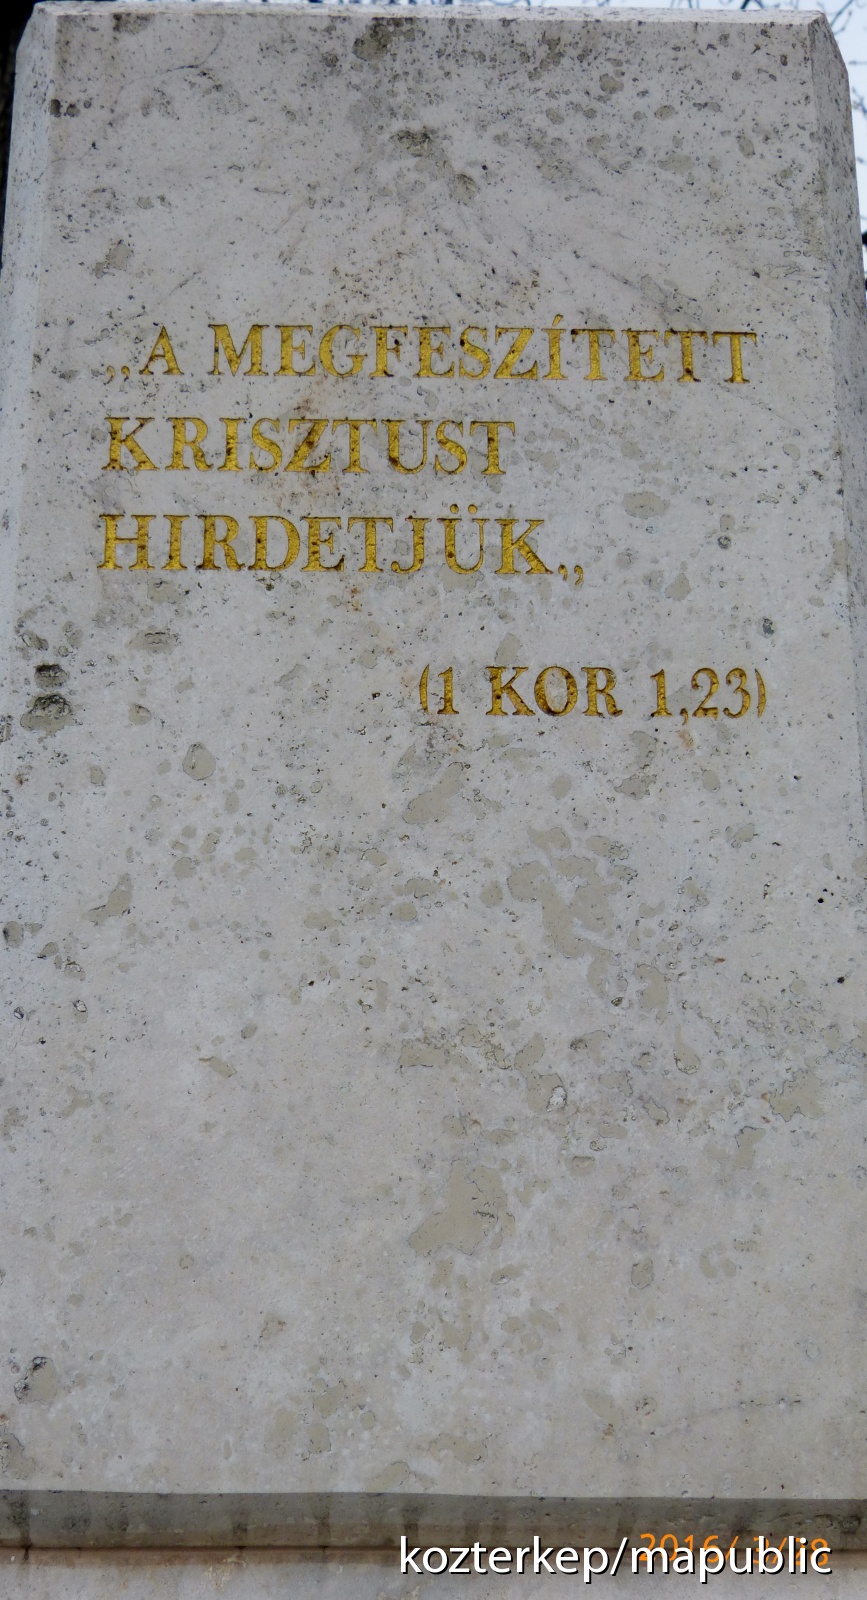 „A MEGFESZÍTETT
KRISZTUST
HIRDETJÜK„
(1 KOR 1,23)
kozterkep/mapublic